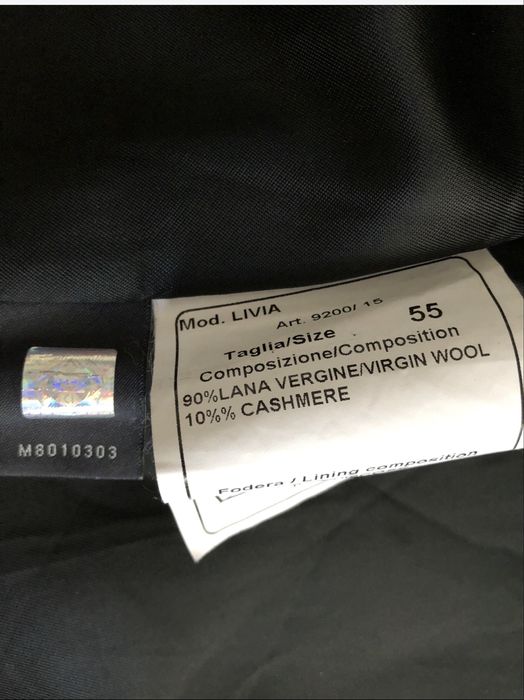 Mod. LIVIA
Art. 9200/ 15
Taglia/Size 55
Composizione/Composition
90%LANA VERGINE/VIRGIN WOOL
10%% CASHMERE
Fodera / Lining composition
M8010303